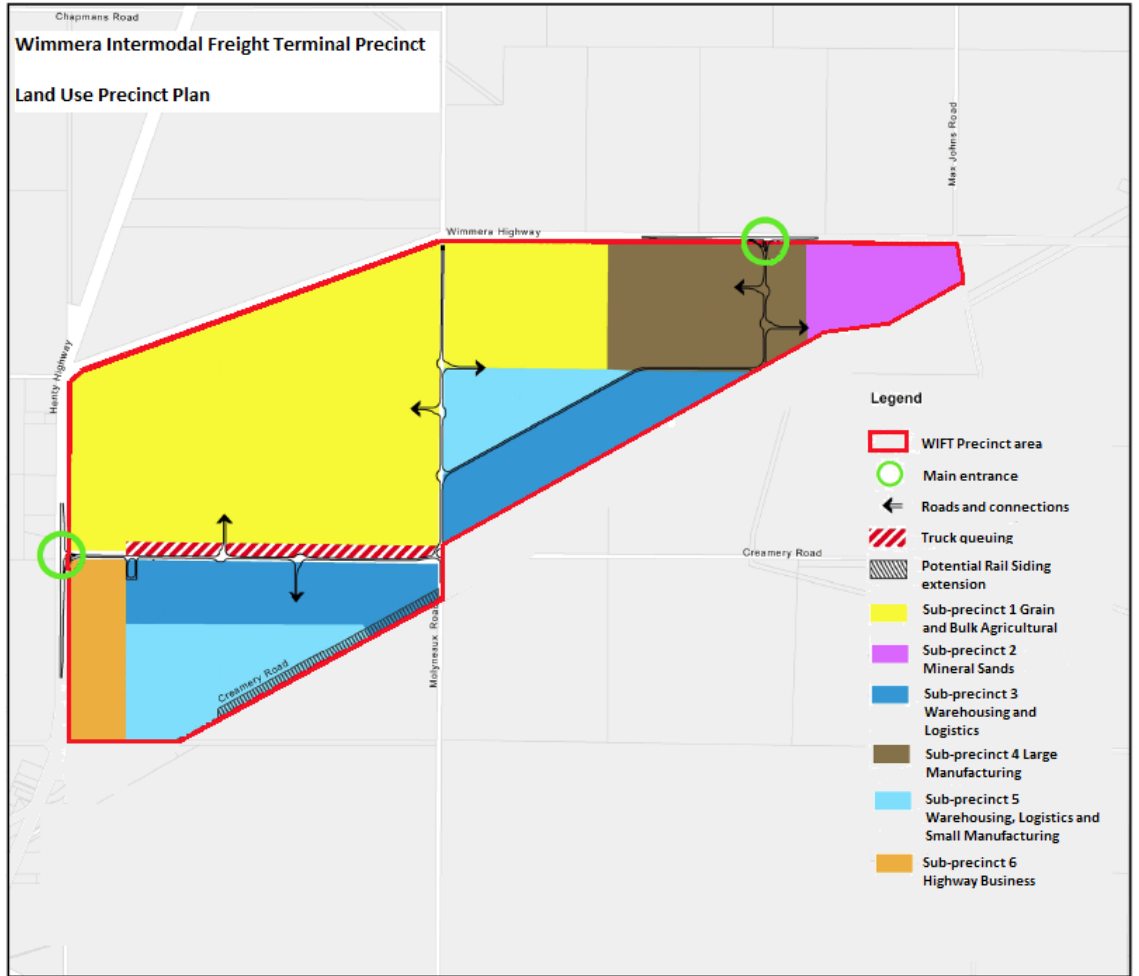 Chapmans Road
Wimmera Intermodal Freight Terminal Precinct
Land Use Precinct Plan
Max Johns Road
Wimmera Highway
Henty Highway
Creamery Road
Molyneaux Road
Creamery Road
Legend
WIFT Precinct area
Main entrance
Roads and connections
Truck queuing
Potential Rail Siding
extension
Sub-precinct 1 Grain
and Bulk Agricultural
Sub-precinct 2
Mineral Sands
Sub-precinct 3
Warehousing and
Logistics
Sub-precinct 4 Large
Manufacturing
Sub-precinct 5
Warehousing, Logistics and
Small Manufacturing
Sub-precinct 6
Highway Business